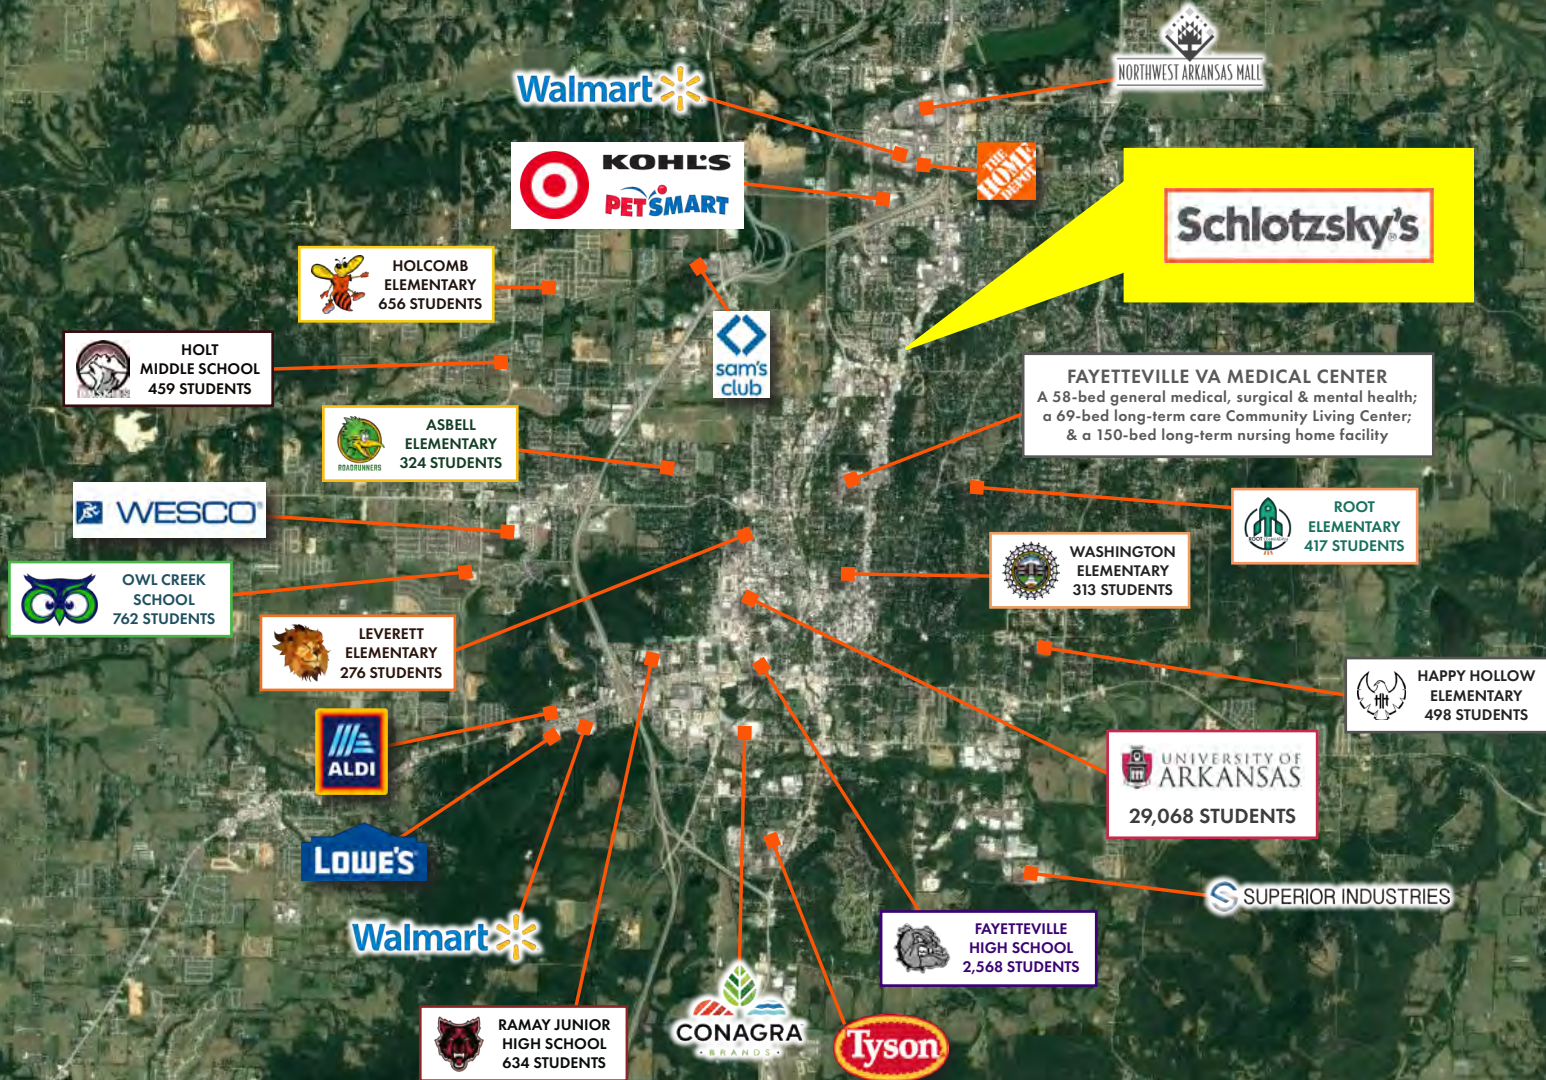 NORTHWEST ARKANSAS MALL
Walmart
THE
HOME
DEPOT
KOHL'S
PETSMART
Schlotzsky's
HOLCOMB
ELEMENTARY
656 STUDENTS
sam's
club
HOLT
MIDDLE SCHOOL
459 STUDENTS
FAYETTEVILLE VA MEDICAL CENTER
A 58-bed general medical, surgical & mental health;
a 69-bed long-term care Community Living Center;
& a 150-bed long-term nursing home facility
ROADRUNNERS
ASBELL
ELEMENTARY
324 STUDENTS
WESCO
ROOT
ELEMENTARY
417 STUDENTS
WASHINGTON
ELEMENTARY
313 STUDENTS
OWL CREEK
SCHOOL
762 STUDENTS
LEVERETT
ELEMENTARY
276 STUDENTS
HH
HAPPY HOLLOW
ELEMENTARY
498 STUDENTS
ALDI
UNIVERSITY OF
ARKANSAS
29,068 STUDENTS
LOWE'S
SUPERIOR INDUSTRIES
Walmart
FAYETTEVILLE
HIGH SCHOOL
2,568 STUDENTS
RAMAY JUNIOR
HIGH SCHOOL
634 STUDENTS
CONAGRA
BRANDS
Tyson